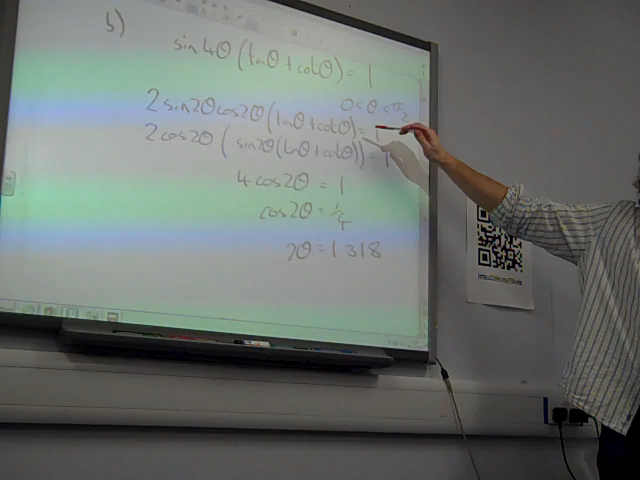 b)
sin4θ(tanθ+cotθ)=1
0<θ<π/2
2sin2θcos2θ(tanθ+cotθ)=1
2cos2θ(sin2θ(tanθ+cotθ))=1
4cos2θ=1
cos2θ=1/4
2θ=1.318